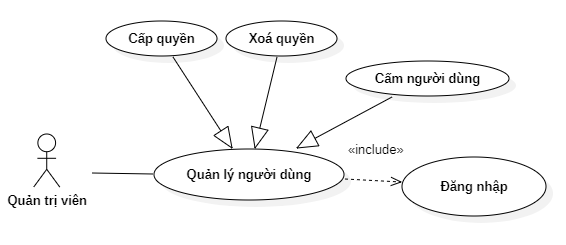 Cấp quyền
Xoá quyền
Cấm người dùng
«include»
Quản lý người dùng
Đăng nhập
Quản trị viên